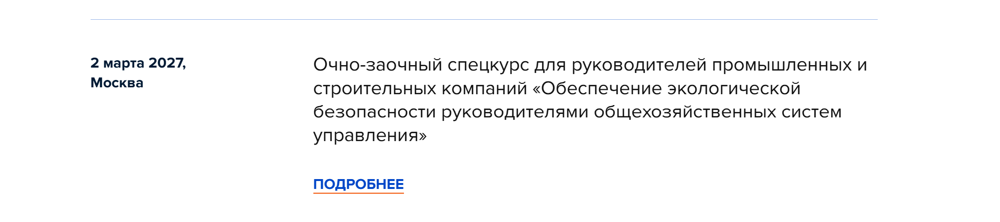 2 марта 2027,
Москва
Очно-заочный спецкурс для руководителей промышленных и
строительных компаний «Обеспечение экологической
безопасности руководителями общехозяйственных систем
управления»
ПОДРОБНЕЕ